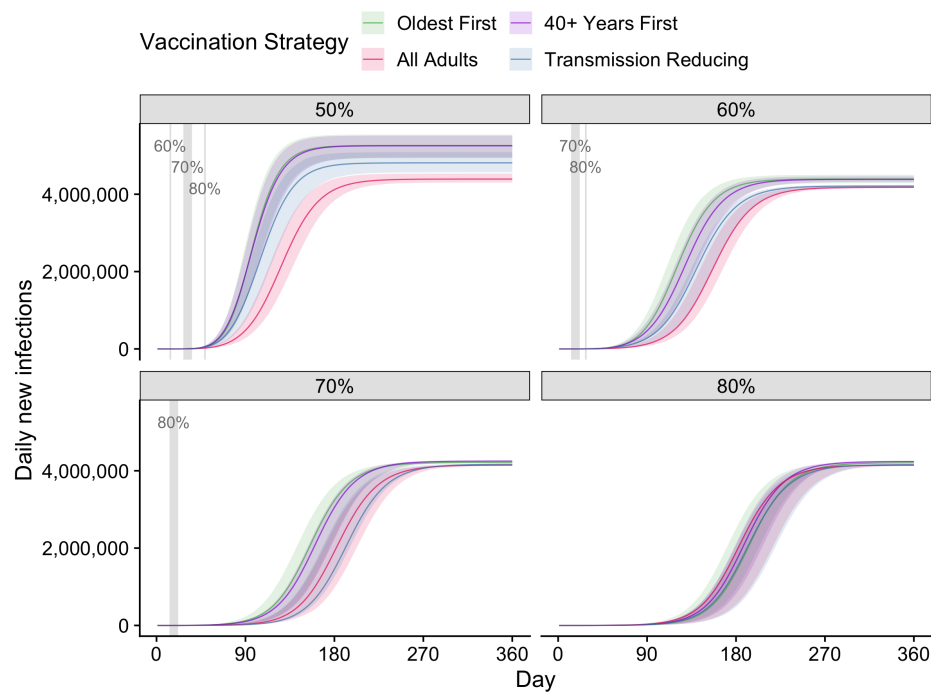 Vaccination Strategy
Oldest First
40+ Years First
All Adults
Transmission Reducing
50%
60%
60%
70%
80%
70%
80%
4,000,000
2,000,000
0
70%
80%
80%
4,000,000
2,000,000
0
0 90 180 270 360
0 90 180 270 360
Daily new infections
Day